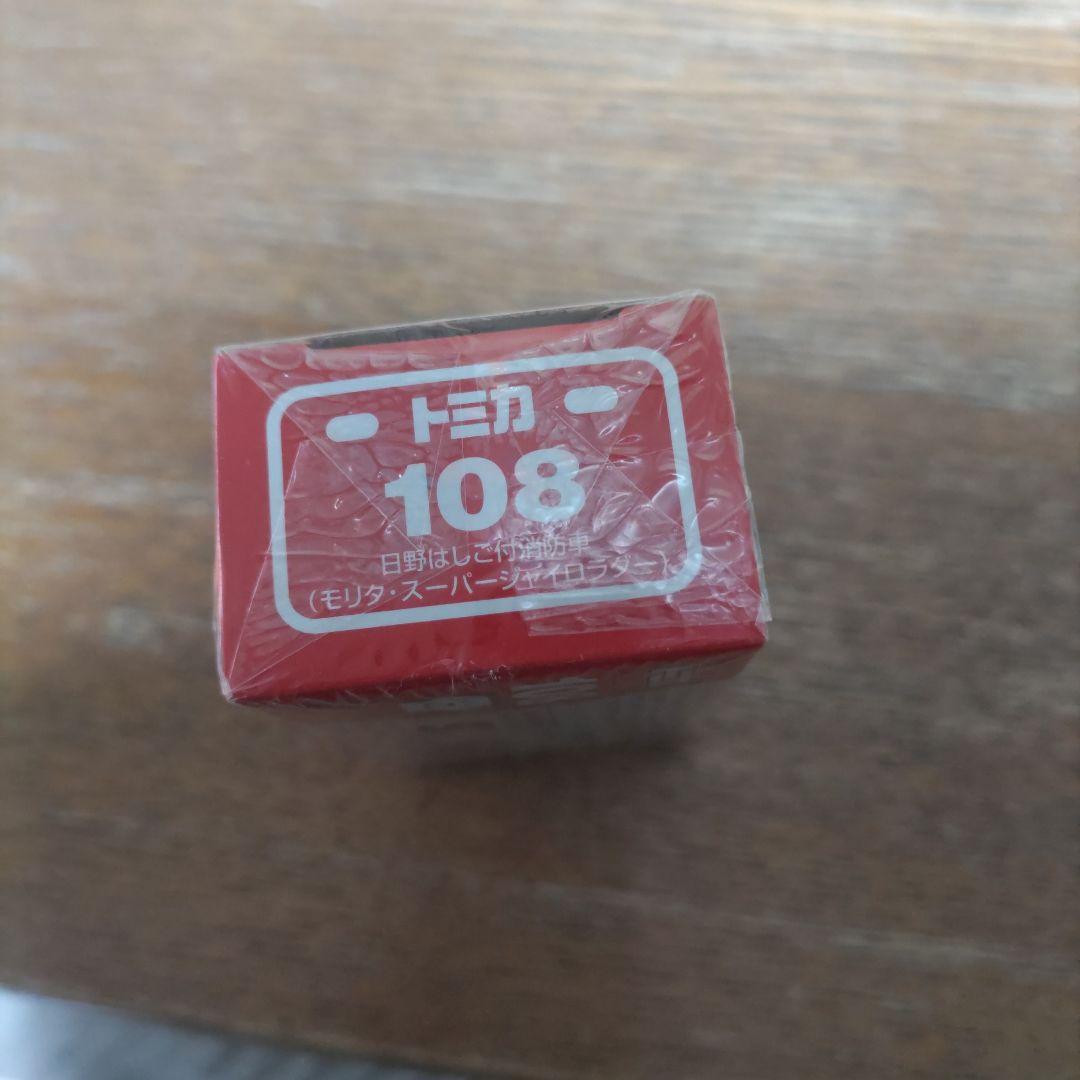 トミカ
108
日野はしご付消防車
(モリタ・スーパージャイロラダー)